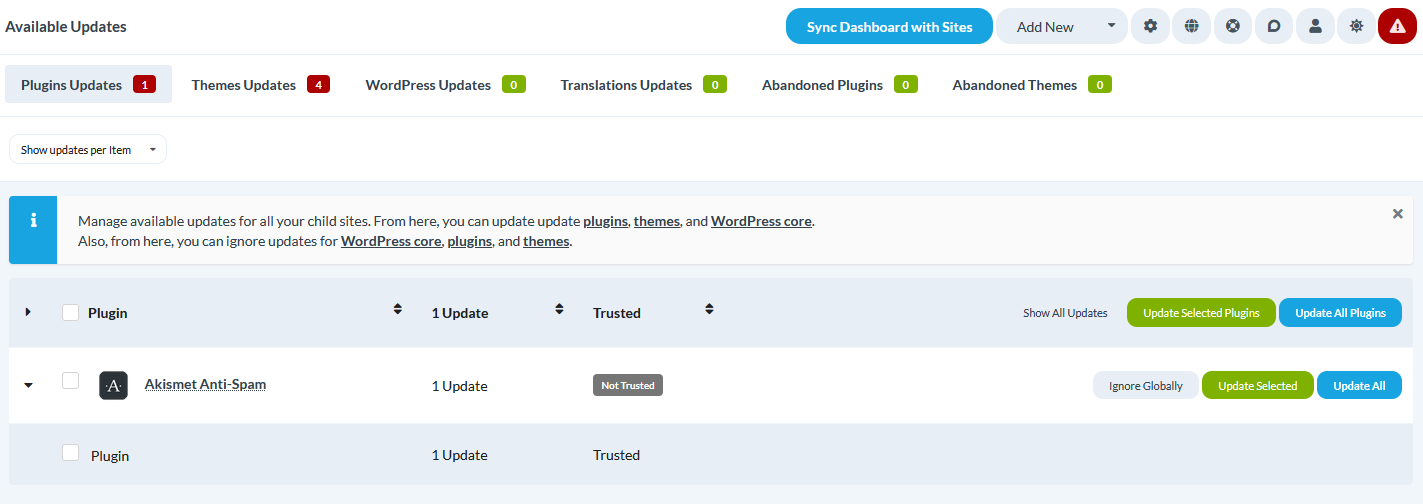 Available Updates
Sync Dashboard with Sites
Add New
Plugins Updates 1
Themes Updates 4
WordPress Updates 0
Translations Updates 0
Abandoned Plugins 0
Abandoned Themes 0
Show updates per Item
Manage available updates for all your child sites. From here, you can update update plugins, themes, and WordPress core.
Also, from here, you can ignore updates for WordPress core, plugins, and themes.
Plugin 1 Update Trusted Show All Updates Update Selected Plugins Update All Plugins
·A· Akismet Anti-Spam 1 Update Not Trusted Ignore Globally Update Selected Update All
Plugin 1 Update Trusted